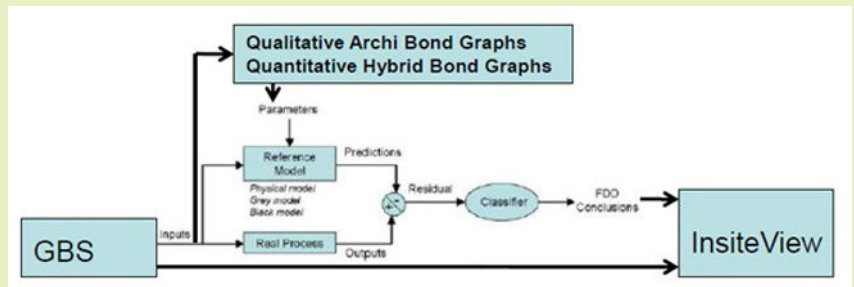 Qualitative Archi Bond Graphs
Quantitative Hybrid Bond Graphs
Parameters
Reference
Model
Predictions
Physical model
Grey model
Black model
Residual
Classifier
FDD
Conclusions
Inputs
Real Process
Outputs
GBS
InsiteView